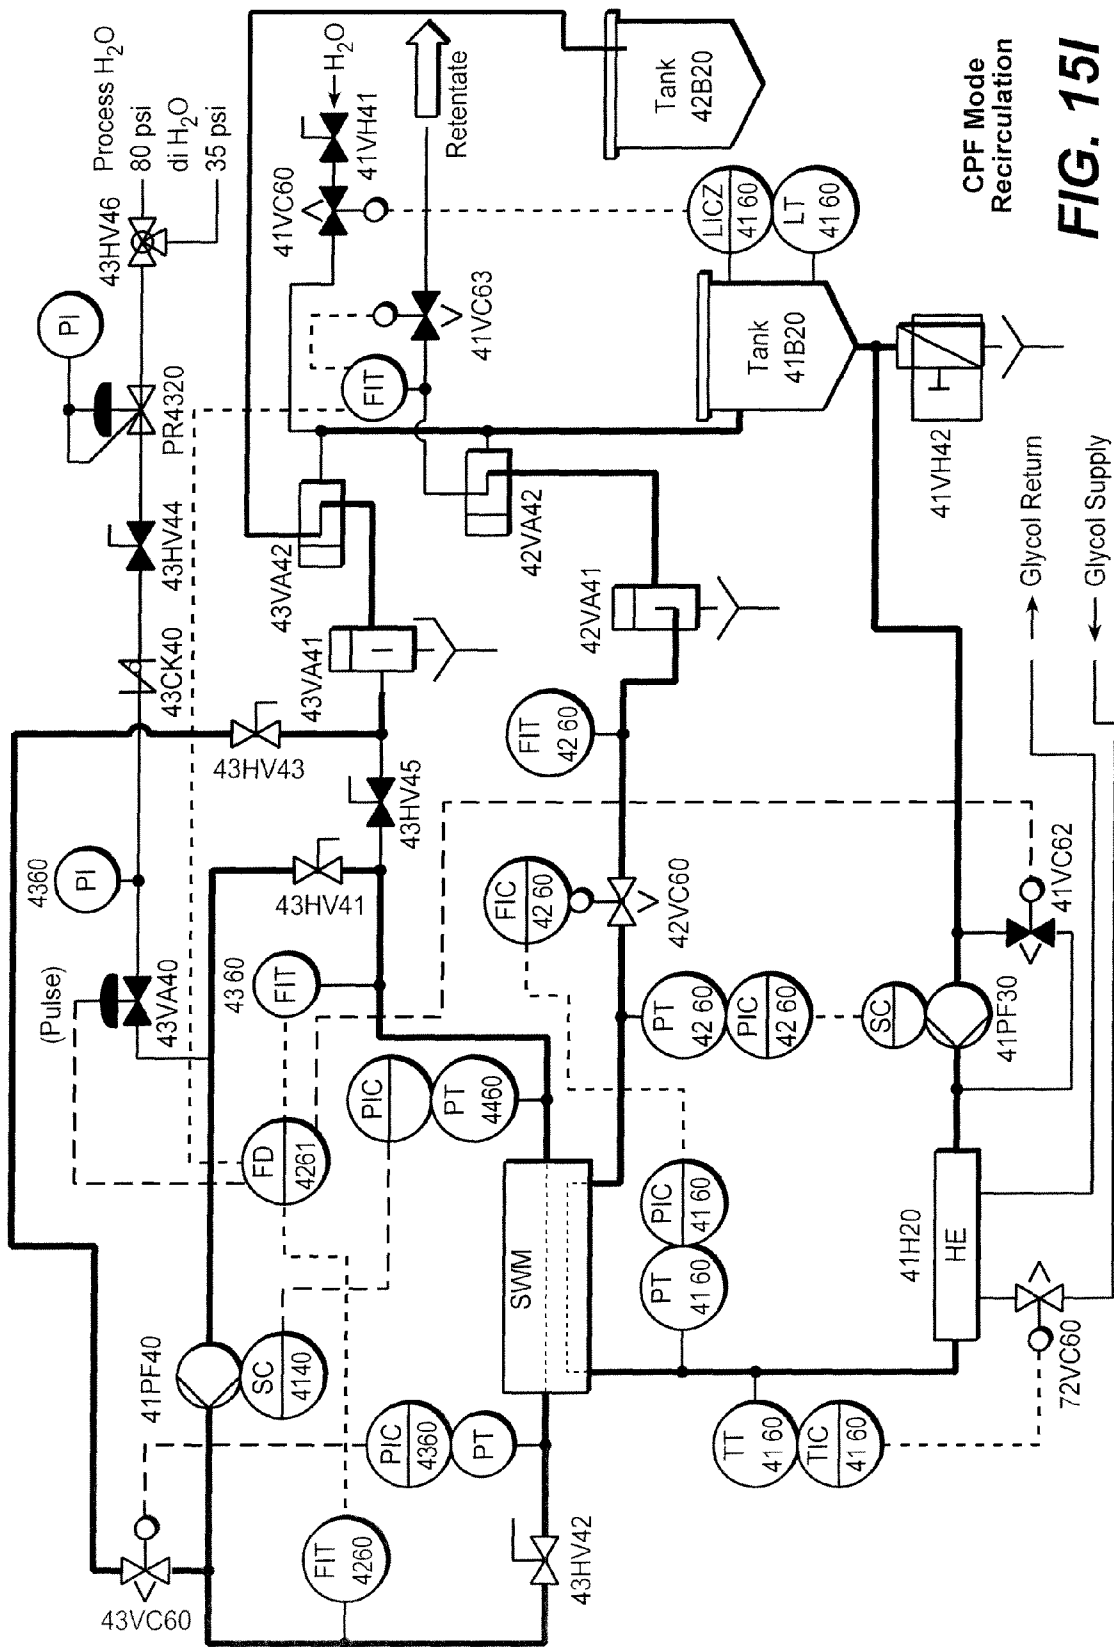 Process H₂O
80 psi
di H₂O
35 psi
43HV46
PI
PR4320
43HV44
43CK40
4360
PI
(Pulse)
43VA40
H₂O
41VH41
41VC60
Retentate
Tank
42B20
41VC63
FIT
LICZ
41 60
LT
41 60
Tank
41B20
41VH42
43VA42
42VA42
43VA41
42VA41
43HV43
43HV45
43HV41
FIT
42 60
FIC
42 60
42VC60
43 60
FIT
FD
4261
PIC
PT
4460
PT
42 60
PIC
42 60
SC
41PF30
41VC62
Glycol Return
Glycol Supply
41PF40
SC
4140
SWM
PIC
41 60
PT
41 60
41H20
HE
72VC60
PIC
4360
PT
TT
41 60
TIC
41 60
43VC60
FIT
4260
43HV42
CPF Mode
Recirculation
FIG. 15I